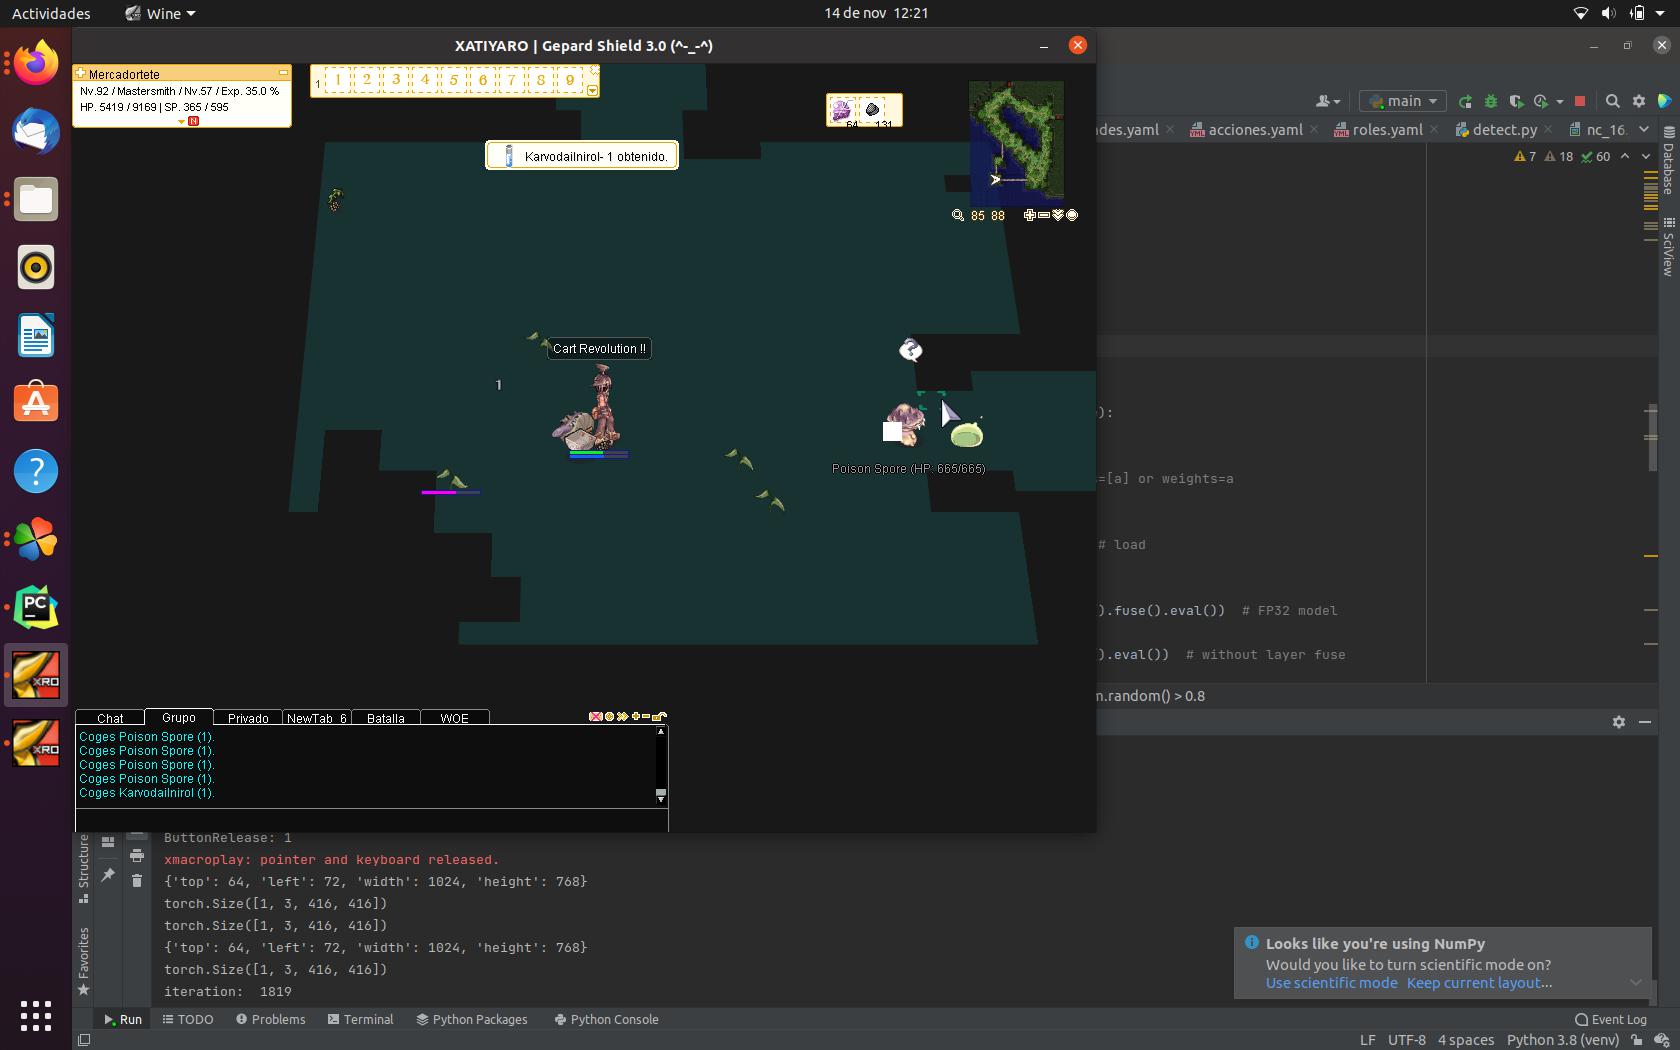 Actividades
Wine
14 de nov 12:21
XATIYARO | Gepard Shield 3.0 (^-_-^)
Mercadortete
Nv.92 / Mastersmith / Nv.57 / Exp. 35.0 %
HP. 5419 / 9169 | SP. 365 / 595
N
1 1 2 3 4 5 6 7 8 9
64 131
Karvodailnirol- 1 obtenido.
85 88
main
des.yaml
acciones.yaml
roles.yaml
detect.py
nc_16.
7 18 60
Database
SciView
Cart Revolution !!
1
?
Poison Spore (HP: 665/665)
):
=[a] or weights=a
# load
).fuse().eval()) # FP32 model
).eval()) # without layer fuse
m.random() > 0.8
PC
XRO
XRO
Chat
Grupo
Privado
NewTab_6
Batalla
WOE
Coges Poison Spore (1).
Coges Poison Spore (1).
Coges Poison Spore (1).
Coges Poison Spore (1).
Coges Karvodailnirol (1).
Structure
Favorites
ButtonRelease: 1
xmacroplay: pointer and keyboard released.
{'top': 64, 'left': 72, 'width': 1024, 'height': 768}
torch.Size([1, 3, 416, 416])
torch.Size([1, 3, 416, 416])
{'top': 64, 'left': 72, 'width': 1024, 'height': 768}
torch.Size([1, 3, 416, 416])
iteration: 1819
Looks like you're using NumPy
Would you like to turn scientific mode on?
Use scientific mode Keep current layout...
Run
TODO
Problems
Terminal
Python Packages
Python Console
Event Log
LF UTF-8 4 spaces Python 3.8 (venv)